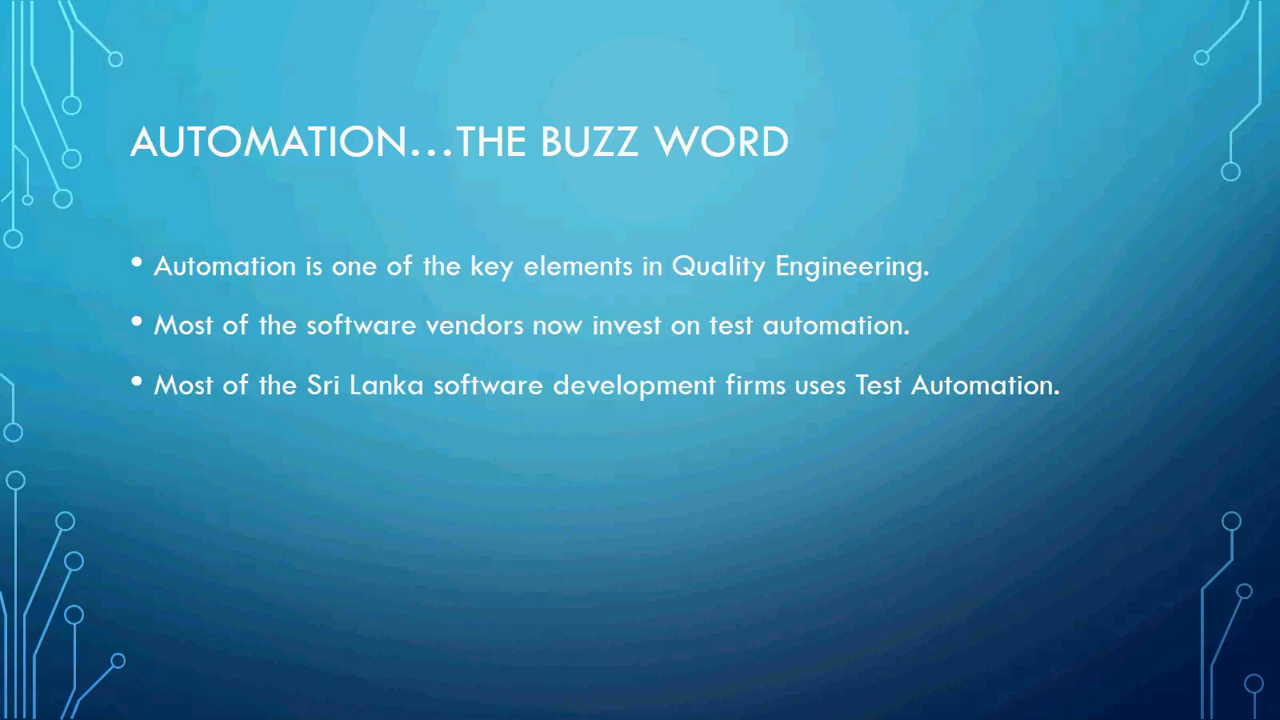 AUTOMATION…THE BUZZ WORD
• Automation is one of the key elements in Quality Engineering.
• Most of the software vendors now invest on test automation.
• Most of the Sri Lanka software development firms uses Test Automation.